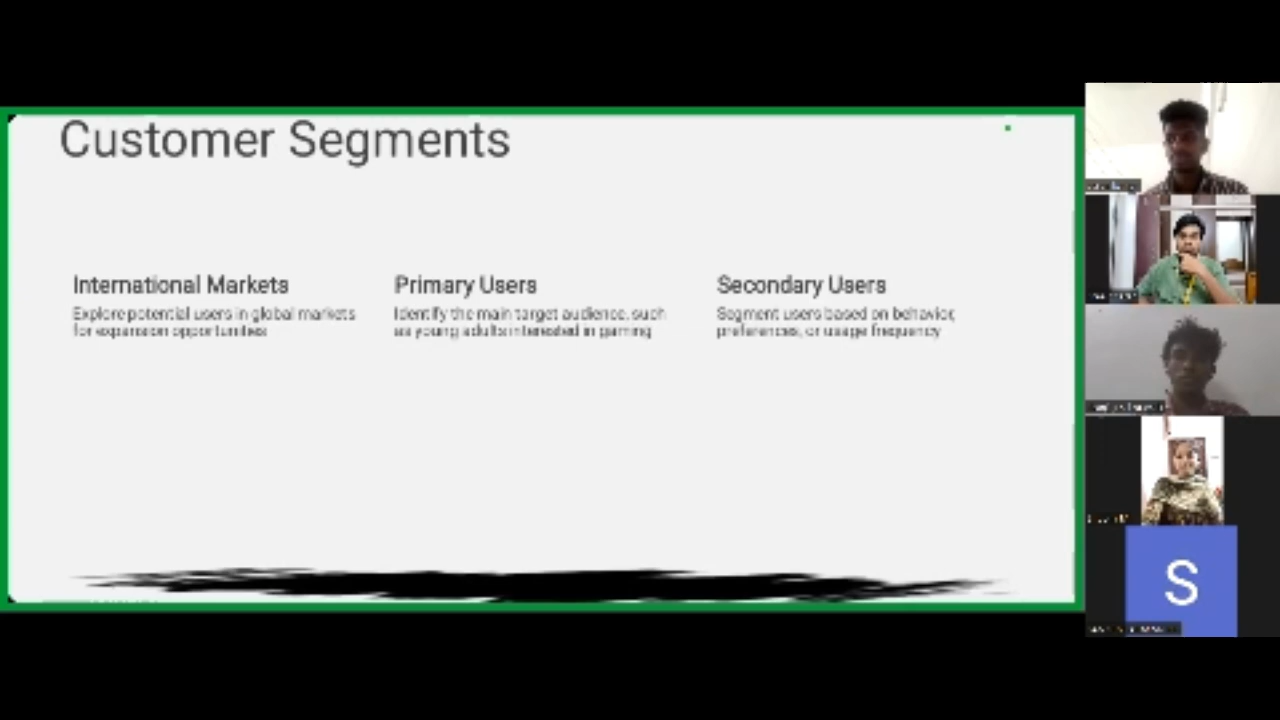 Customer Segments
International Markets
Explore potential users in global markets
for expansion opportunities
Primary Users
Identify the main target audience, such
as young adults interested in gaming
Secondary Users
Segment users based on behavior,
preferences, or usage frequency
S